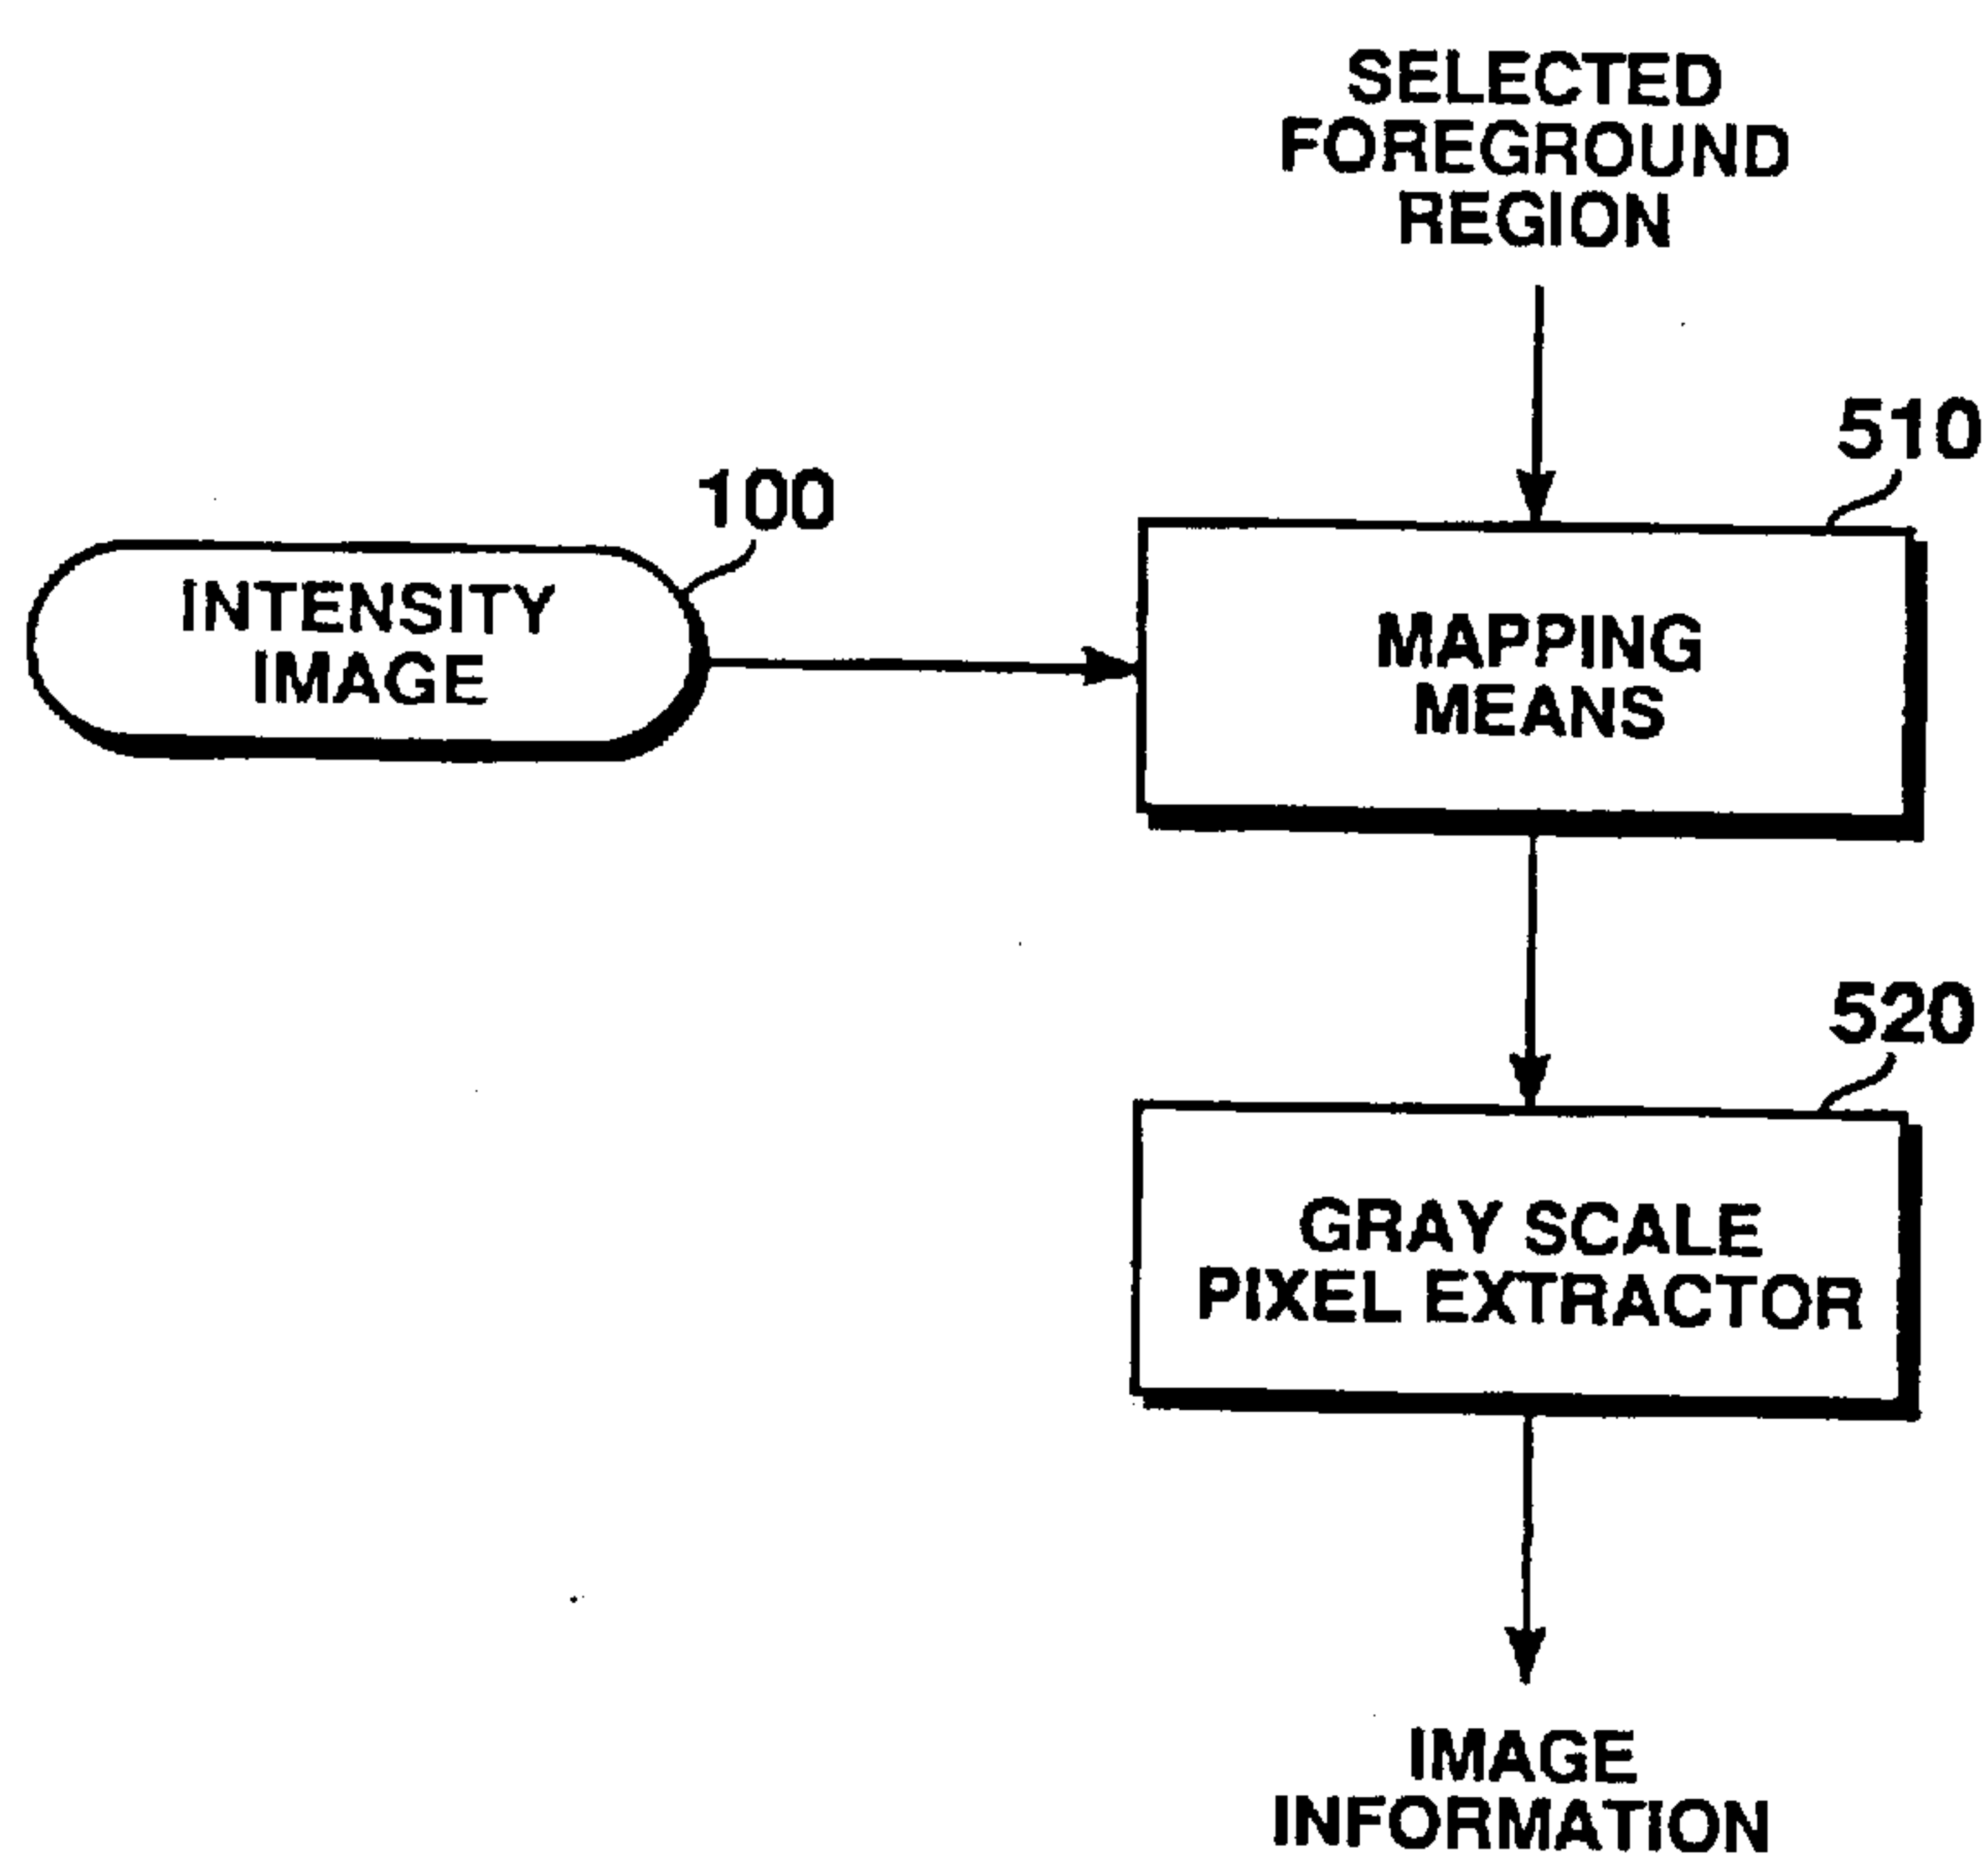 SELECTED
FOREGROUND
REGION
510
100
INTENSITY
IMAGE
MAPPING
MEANS
520
GRAY SCALE
PIXEL EXTRACTOR
IMAGE
INFORMATION